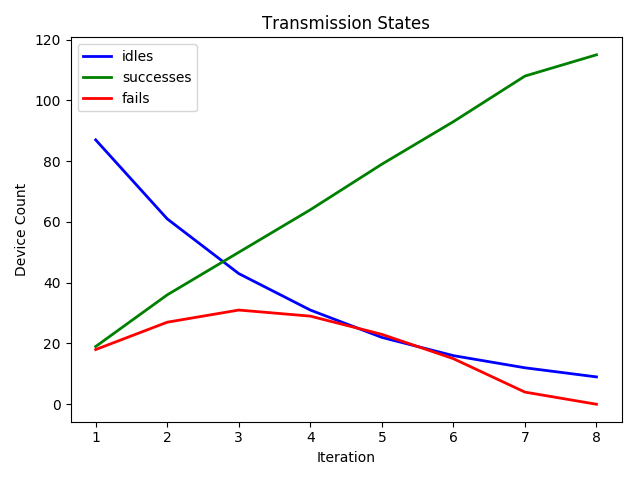 Transmission States
idles
successes
fails
Device Count
120
100
80
60
40
20
0
1 2 3 4 5 6 7 8
Iteration